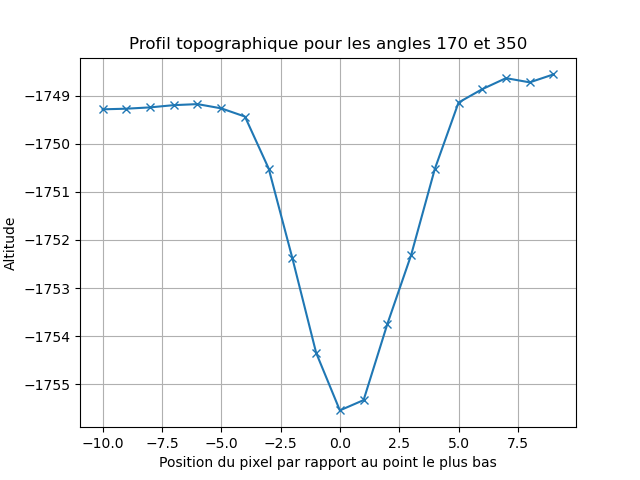 Profil topographique pour les angles 170 et 350
−1749
−1750
−1751
−1752
−1753
−1754
−1755
Altitude
−10.0 −7.5 −5.0 −2.5 0.0 2.5 5.0 7.5
Position du pixel par rapport au point le plus bas